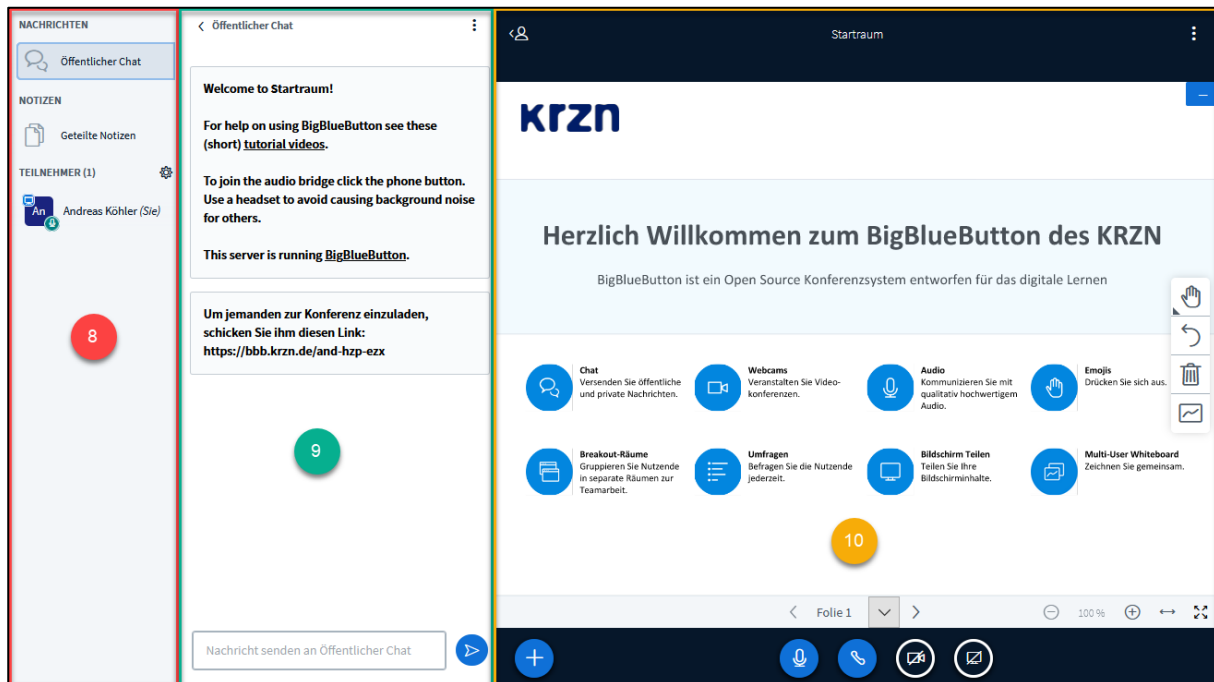 NACHRICHTEN
Öffentlicher Chat
NOTIZEN
Geteilte Notizen
TEILNEHMER (1)
An
Andreas Köhler (Sie)
8
Öffentlicher Chat
Welcome to Startraum!
For help on using BigBlueButton see these
(short) tutorial videos.
To join the audio bridge click the phone button.
Use a headset to avoid causing background noise
for others.
This server is running BigBlueButton.
Um jemanden zur Konferenz einzuladen,
schicken Sie ihm diesen Link:
https://bbb.krzn.de/and-hzp-ezx
9
Nachricht senden an Öffentlicher Chat
Startraum
krzn
Herzlich Willkommen zum BigBlueButton des KRZN
BigBlueButton ist ein Open Source Konferenzsystem entworfen für das digitale Lernen
Chat
Versenden Sie öffentliche
und private Nachrichten.
Webcams
Veranstalten Sie Video-
konferenzen.
Audio
Kommunizieren Sie mit
qualitativ hochwertigem
Audio.
Emojis
Drücken Sie sich aus.
Breakout-Räume
Gruppieren Sie Nutzende
in separate Räumen zur
Teamarbeit.
Umfragen
Befragen Sie die Nutzende
jederzeit.
Bildschirm Teilen
Teilen Sie Ihre
Bildschirminhalte.
Multi-User Whiteboard
Zeichnen Sie gemeinsam.
10
Folie 1
100 %